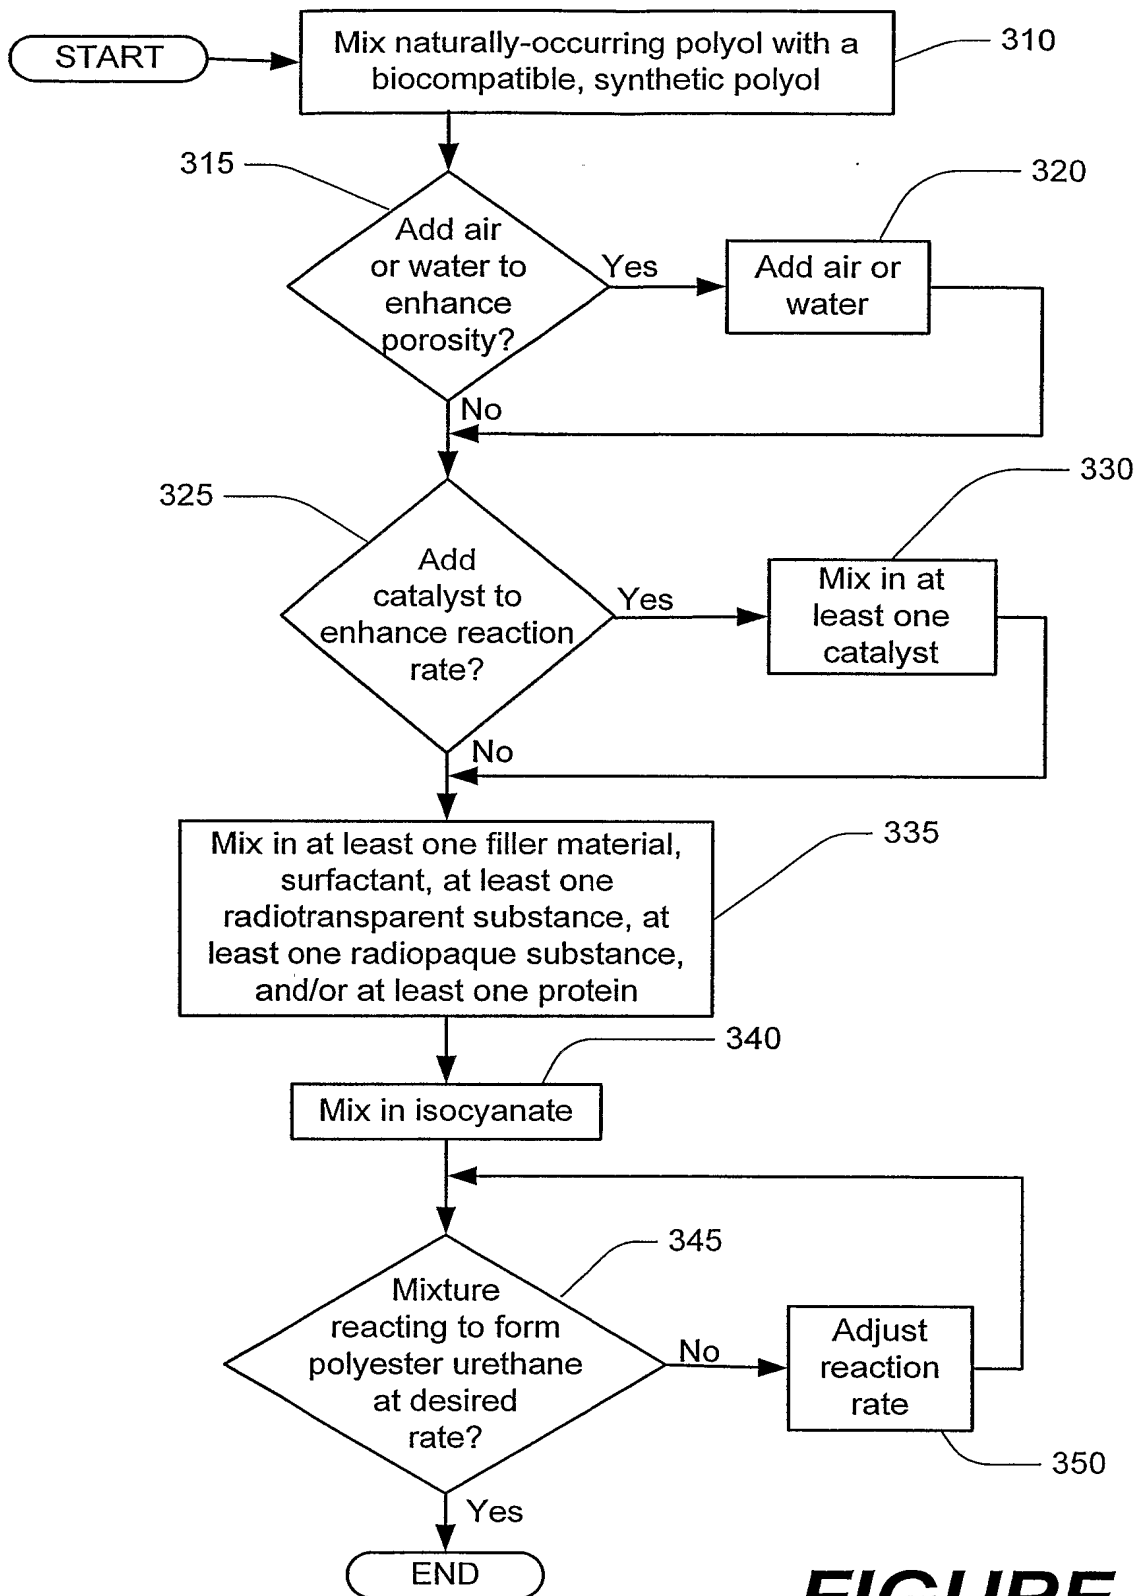 START
Mix naturally-occurring polyol with a
biocompatible, synthetic polyol
310
315
Add air
or water to
enhance
porosity?
Yes
320
Add air or
water
No
325
Add
catalyst to
enhance reaction
rate?
Yes
330
Mix in at
least one
catalyst
No
335
Mix in at least one filler material,
surfactant, at least one
radiotransparent substance, at
least one radiopaque substance,
and/or at least one protein
340
Mix in isocyanate
345
Mixture
reacting to form
polyester urethane
at desired
rate?
No
Adjust
reaction
rate
350
Yes
END
FIGURE